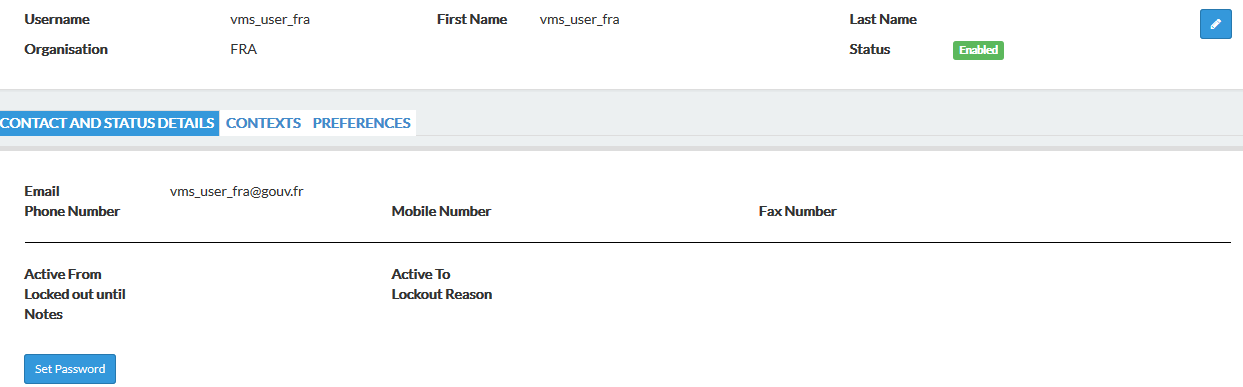 Username vms_user_fra First Name vms_user_fra Last Name
Organisation FRA Status Enabled
CONTACT AND STATUS DETAILS CONTEXTS PREFERENCES
Email vms_user_fra@gouv.fr
Phone Number Mobile Number Fax Number
Active From Active To
Locked out until Lockout Reason
Notes
Set Password